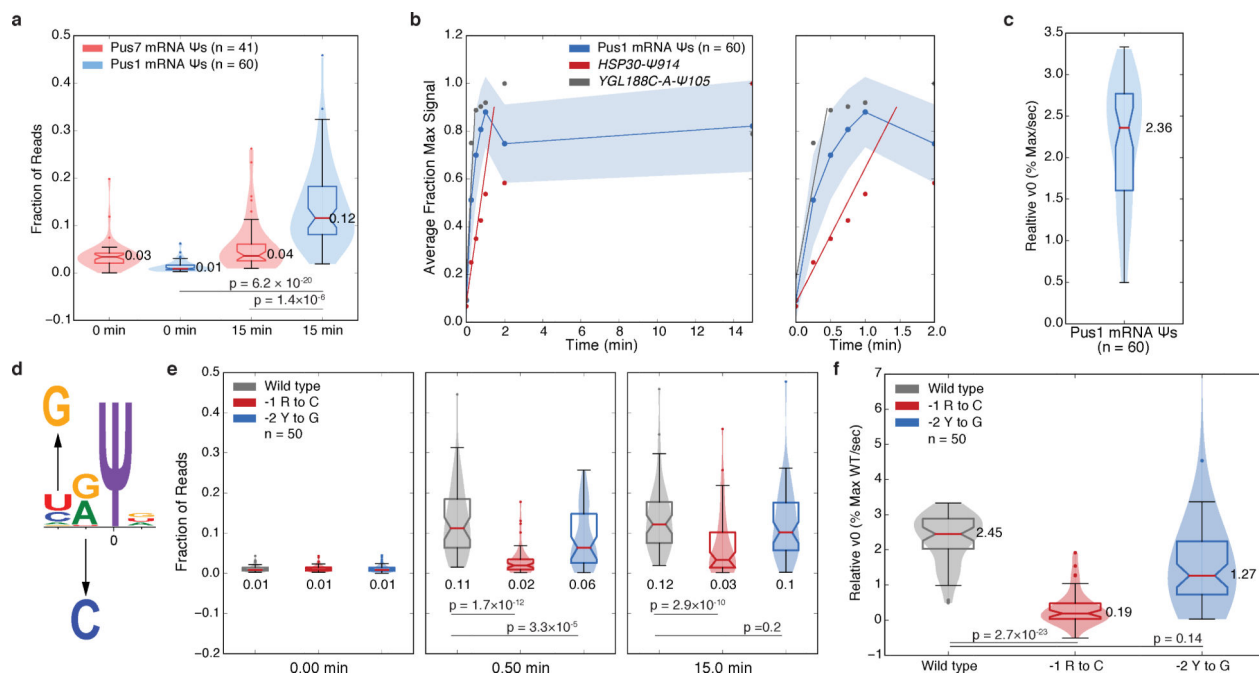 a
0.5
0.4
0.3
0.2
0.1
0.0
−0.1
Fraction of Reads
Pus7 mRNA Ψs (n = 41)
Pus1 mRNA Ψs (n = 60)
0.03
0.01
0.04
0.12
p = 6.2 × 10-20
p = 1.4×10-6
0 min
0 min
15 min
15 min
b
1.2
1.0
0.8
0.6
0.4
0.2
0.0
Average Fraction Max Signal
Pus1 mRNA Ψs (n = 60)
HSP30-Ψ914
YGL188C-A-Ψ105
0
2
4
6
8
10
12
14
Time (min)
0.0
0.5
1.0
1.5
2.0
Time (min)
c
3.5
3.0
2.5
2.0
1.5
1.0
0.5
0.0
Realtive v0 (% Max/sec)
2.36
Pus1 mRNA Ψs
(n = 60)
d
G
U
C
A
G
A
Ψ
0
C
e
0.5
0.4
0.3
0.2
0.1
0.0
−0.1
−0.2
Fraction of Reads
Wild type
-1 R to C
-2 Y to G
n = 50
0.01
0.01
0.01
0.00 min
0.11
0.02
0.06
p = 1.7×10-12
p = 3.3×10-5
0.50 min
0.12
0.03
0.1
p = 2.9×10-10
p =0.2
15.0 min
f
7
6
5
4
3
2
1
0
−1
Relative v0 (% Max WT/sec)
Wild type
-1 R to C
-2 Y to G
n = 50
2.45
0.19
1.27
p = 2.7×10-23
p = 0.14
Wild type
-1 R to C
-2 Y to G